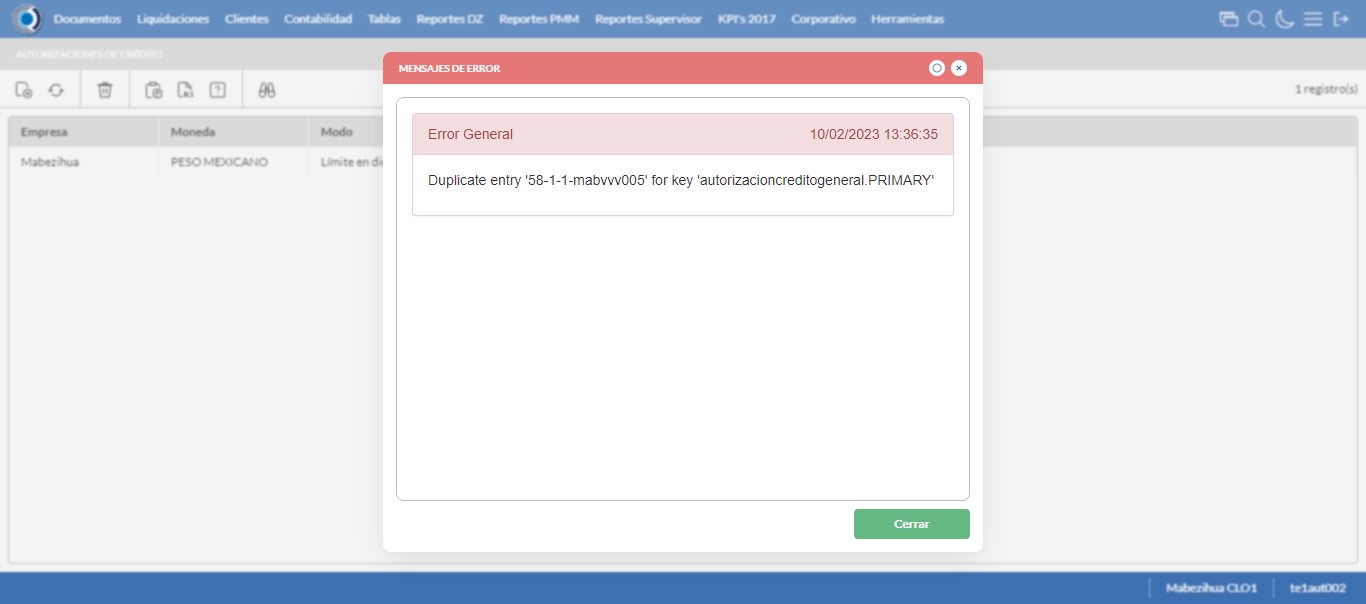 Documentos Liquidaciones Clientes Contabilidad Tablas Reportes DZ Reportes PMM Reportes Supervisor KPI's 2017 Corporativo Herramientas
AUTORIZACIONES DE CRÉDITO
MENSAJES DE ERROR
1 registro(s)
Empresa Moneda Modo
Mabezihua PESO MEXICANO Límite en di
Error General 10/02/2023 13:36:35
Duplicate entry '58-1-1-mabvvv005' for key 'autorizacioncreditogeneral.PRIMARY'
Cerrar
Mabezihua CLO1 te1aut002